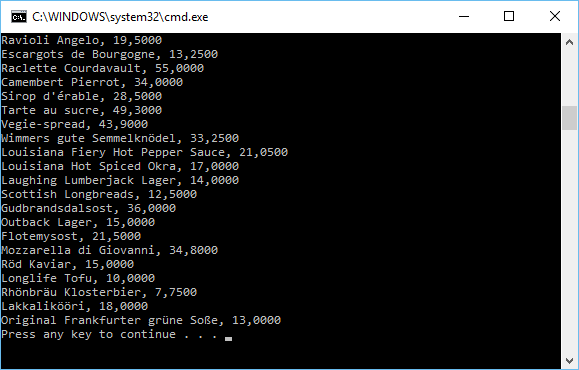 C:\WINDOWS\system32\cmd.exe
Ravioli Angelo, 19,5000
Escargots de Bourgogne, 13,2500
Raclette Courdavault, 55,0000
Camembert Pierrot, 34,0000
Sirop d'érable, 28,5000
Tarte au sucre, 49,3000
Vegie-spread, 43,9000
Wimmers gute Semmelknödel, 33,2500
Louisiana Fiery Hot Pepper Sauce, 21,0500
Louisiana Hot Spiced Okra, 17,0000
Laughing Lumberjack Lager, 14,0000
Scottish Longbreads, 12,5000
Gudbrandsdalsost, 36,0000
Outback Lager, 15,0000
Flotemysost, 21,5000
Mozzarella di Giovanni, 34,8000
Röd Kaviar, 15,0000
Longlife Tofu, 10,0000
Rhönbräu Klosterbier, 7,7500
Lakkalikööri, 18,0000
Original Frankfurter grüne Soße, 13,0000
Press any key to continue . . .